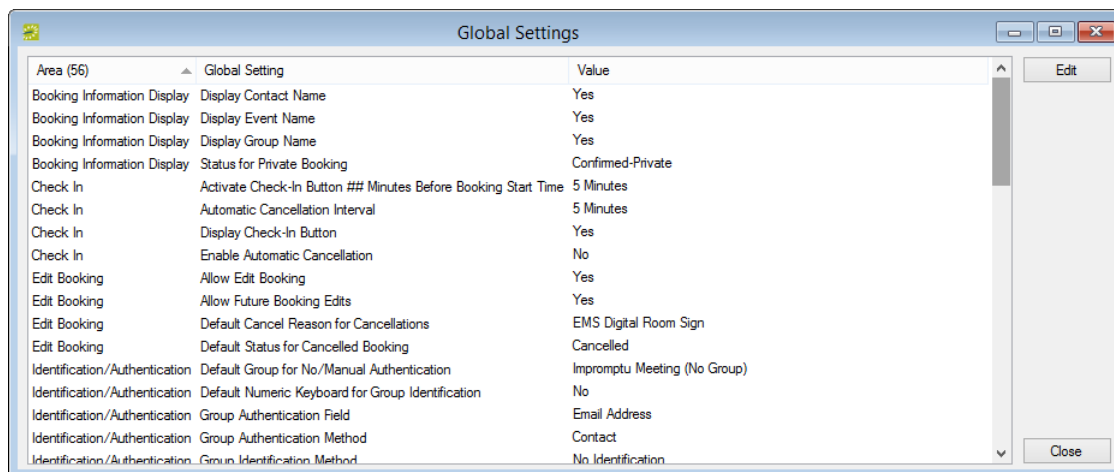 Global Settings
Area (56) Global Setting Value
Edit
Booking Information Display Display Contact Name Yes
Booking Information Display Display Event Name Yes
Booking Information Display Display Group Name Yes
Booking Information Display Status for Private Booking Confirmed-Private
Check In Activate Check-In Button ## Minutes Before Booking Start Time 5 Minutes
Check In Automatic Cancellation Interval 5 Minutes
Check In Display Check-In Button Yes
Check In Enable Automatic Cancellation No
Edit Booking Allow Edit Booking Yes
Edit Booking Allow Future Booking Edits Yes
Edit Booking Default Cancel Reason for Cancellations EMS Digital Room Sign
Edit Booking Default Status for Cancelled Booking Cancelled
Identification/Authentication Default Group for No/Manual Authentication Impromptu Meeting (No Group)
Identification/Authentication Default Numeric Keyboard for Group Identification No
Identification/Authentication Group Authentication Field Email Address
Identification/Authentication Group Authentication Method Contact
Identification/Authentication Group Identification Method No Identification
Close